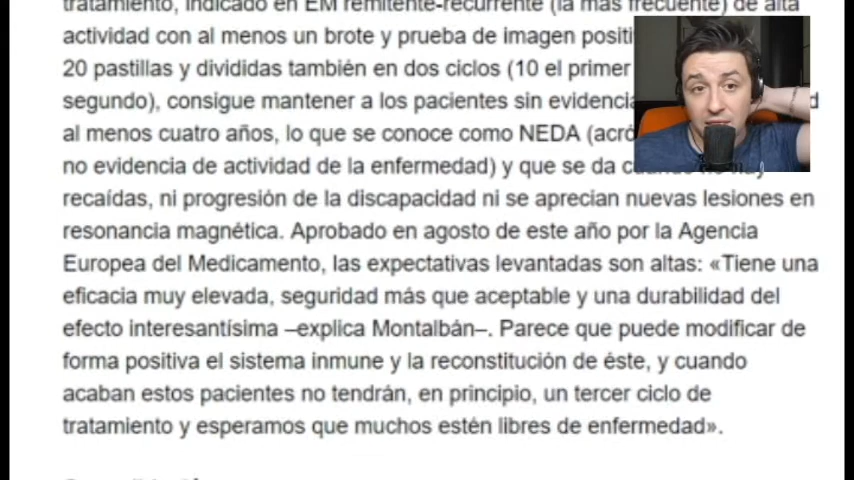 tratamiento, indicado en EM remitente-recurrente (la más frecuente) de alta
actividad con al menos un brote y prueba de imagen
20 pastillas y divididas también en dos ciclos (10 el primer
segundo), consigue mantener a los pacientes sin
al menos cuatro años, lo que se conoce como NEDA
no evidencia de actividad de la enfermedad) y que se da
recaídas, ni progresión de la discapacidad ni se aprecian nuevas lesiones en
resonancia magnética. Aprobado en agosto de este año por la Agencia
Europea del Medicamento, las expectativas levantadas son altas: «Tiene una
eficacia muy elevada, seguridad más que aceptable y una durabilidad del
efecto interesantísima –explica Montalbán–. Parece que puede modificar de
forma positiva el sistema inmune y la reconstitución de éste, y cuando
acaban estos pacientes no tendrán, en principio, un tercer ciclo de
tratamiento y esperamos que muchos estén libres de enfermedad».